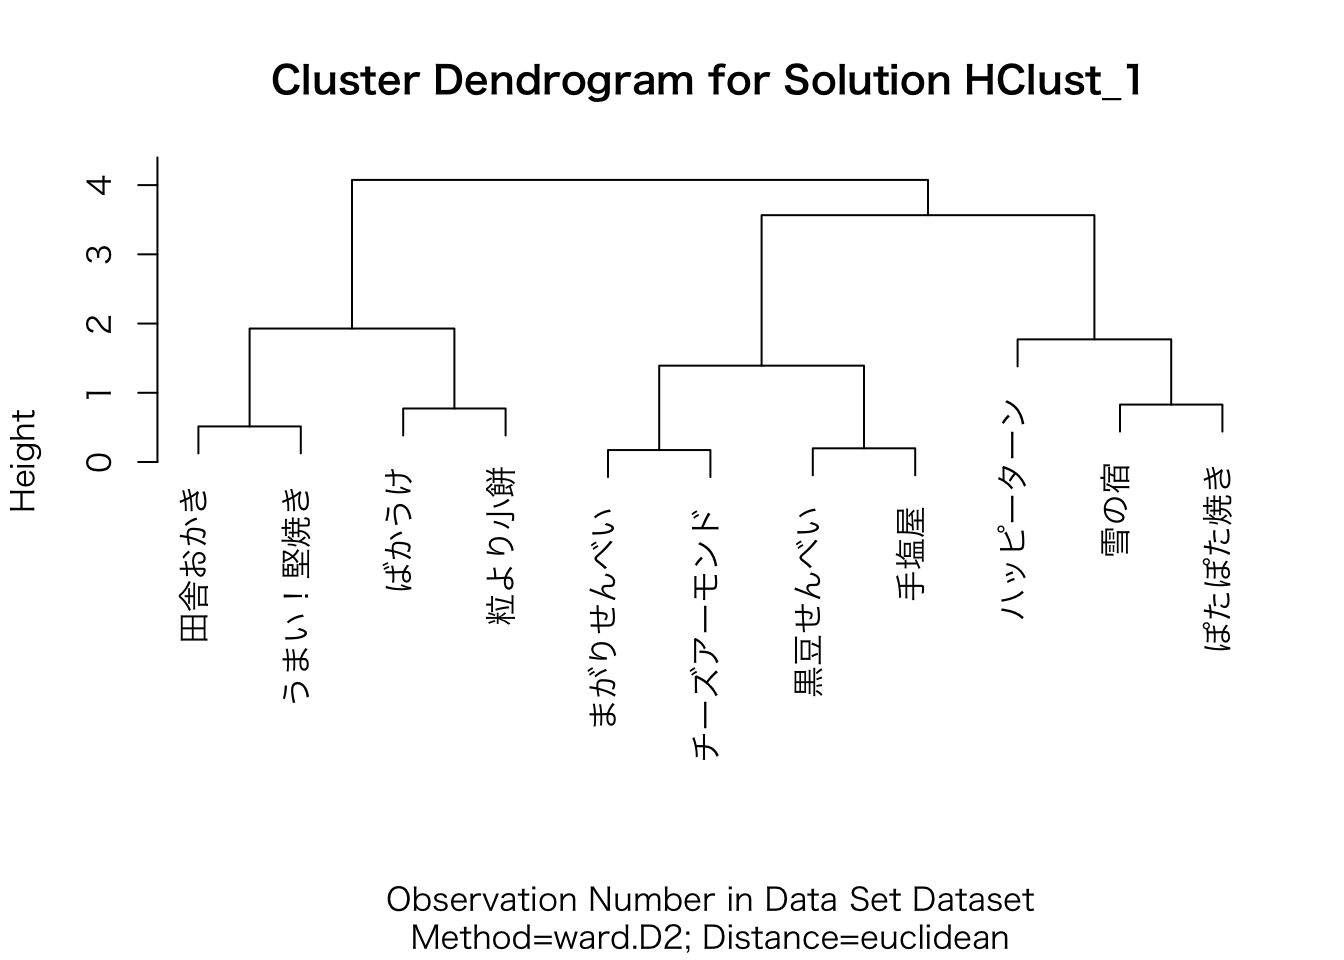 Cluster Dendrogram for Solution HClust_1
Height
4
3
2
1
0
田舎おかき
うまい！堅焼き
ばかうけ
粒より小餅
まがりせんべい
チーズアーモンド
黒豆せんべい
手塩屋
ハッピーターン
雪の宿
ぽたぽた焼き
Observation Number in Data Set Dataset
Method=ward.D2; Distance=euclidean